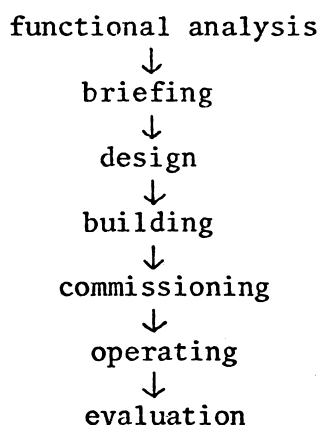 functional analysis
↓
briefing
↓
design
↓
building
↓
commissioning
↓
operating
↓
evaluation